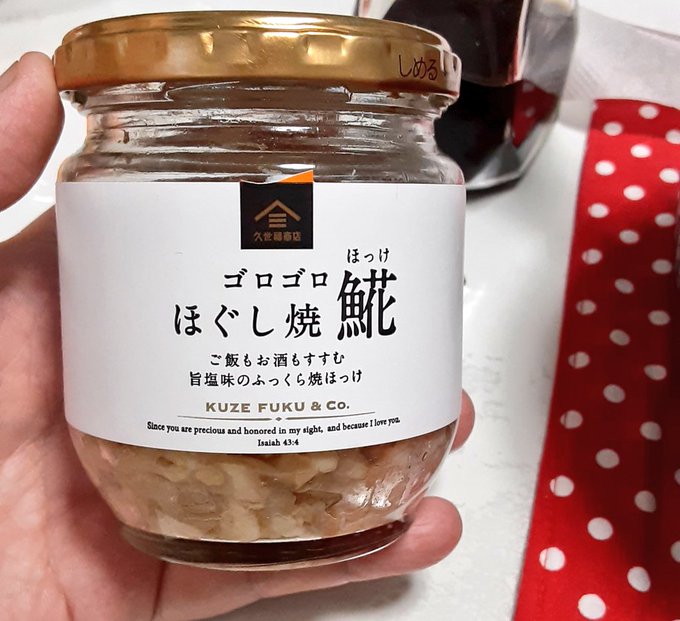 しめる
久世福商店
ほっけ
ゴロゴロ
ほぐし焼 𩸽
ご飯もお酒もすすむ
旨塩味のふっくら焼ほっけ
KUZE FUKU & Co.
Since you are precious and honored in my sight, and because I love you.
Isaiah 43:4